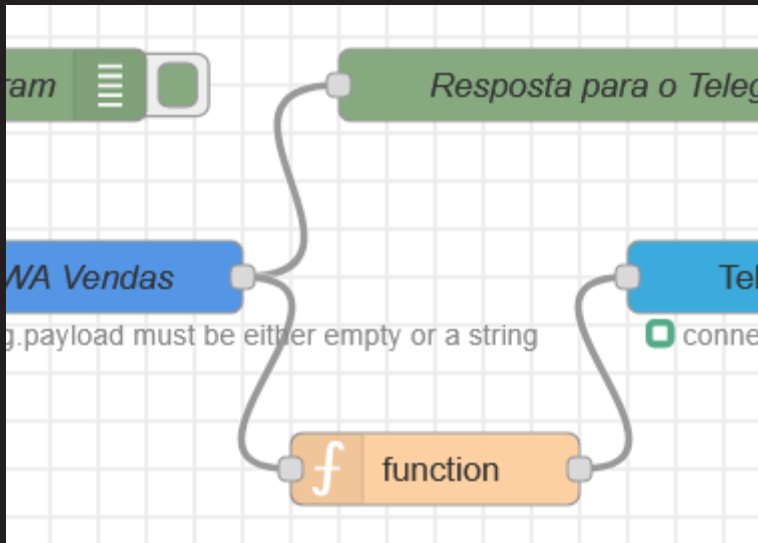 ram
Resposta para o Teleg
WA Vendas
Tel
g.payload must be either empty or a string
conne
function